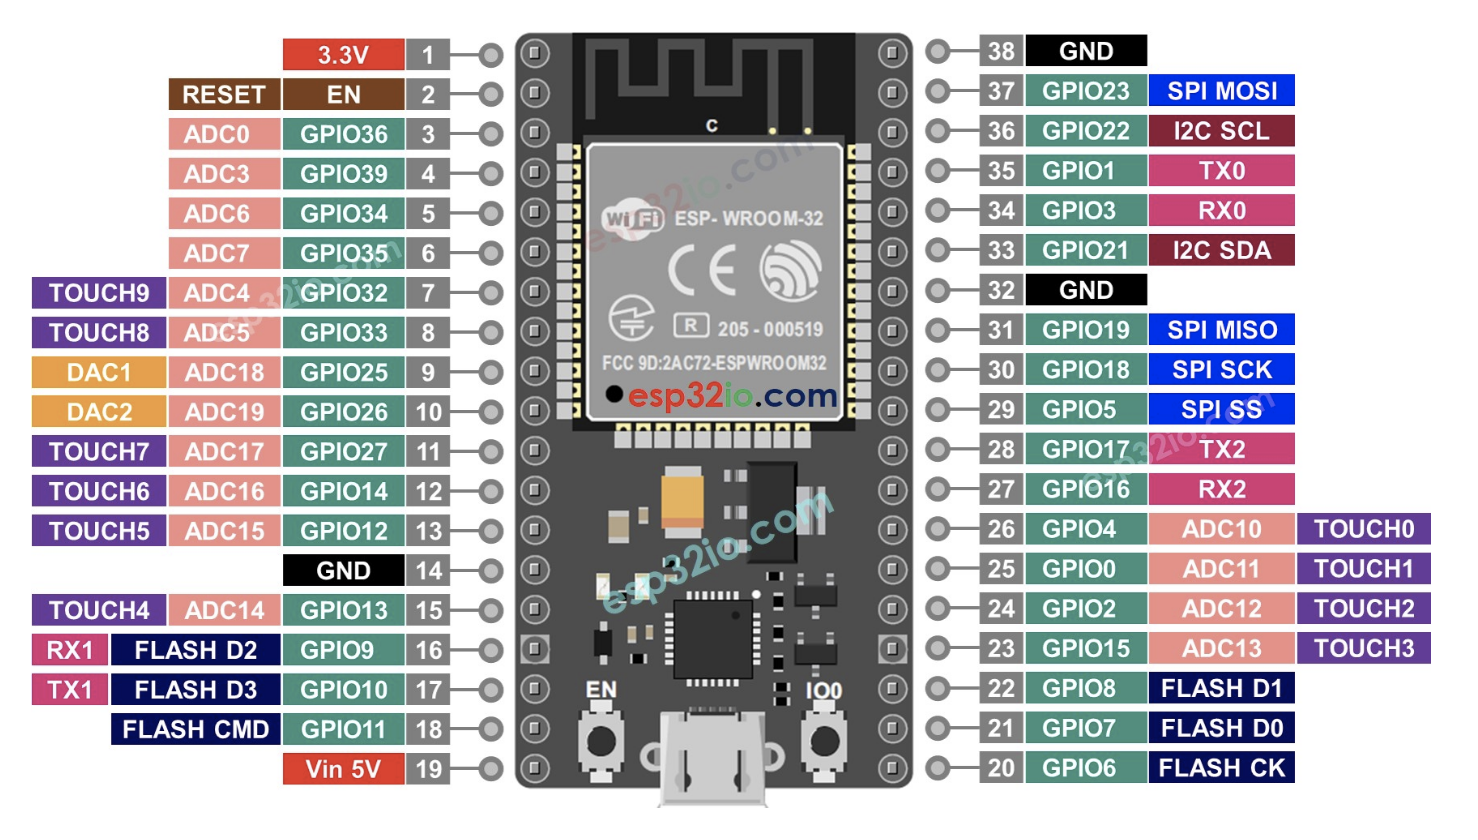 3.3V 1
RESET EN 2
ADC0 GPIO36 3
ADC3 GPIO39 4
ADC6 GPIO34 5
ADC7 GPIO35 6
TOUCH9 ADC4 GPIO32 7
TOUCH8 ADC5 GPIO33 8
DAC1 ADC18 GPIO25 9
DAC2 ADC19 GPIO26 10
TOUCH7 ADC17 GPIO27 11
TOUCH6 ADC16 GPIO14 12
TOUCH5 ADC15 GPIO12 13
GND 14
TOUCH4 ADC14 GPIO13 15
RX1 FLASH D2 GPIO9 16
TX1 FLASH D3 GPIO10 17
FLASH CMD GPIO11 18
Vin 5V 19
C
WiFi ESP- WROOM-32
CE
R 205 - 000519
FCC 9D:2AC72-ESPWROOM32
esp32io.com
EN IO0
38 GND
37 GPIO23 SPI MOSI
36 GPIO22 I2C SCL
35 GPIO1 TX0
34 GPIO3 RX0
33 GPIO21 I2C SDA
32 GND
31 GPIO19 SPI MISO
30 GPIO18 SPI SCK
29 GPIO5 SPI SS
28 GPIO17 TX2
27 GPIO16 RX2
26 GPIO4 ADC10 TOUCH0
25 GPIO0 ADC11 TOUCH1
24 GPIO2 ADC12 TOUCH2
23 GPIO15 ADC13 TOUCH3
22 GPIO8 FLASH D1
21 GPIO7 FLASH D0
20 GPIO6 FLASH CK
esp32io.com
esp32io.com
esp32io.com
esp32io.com